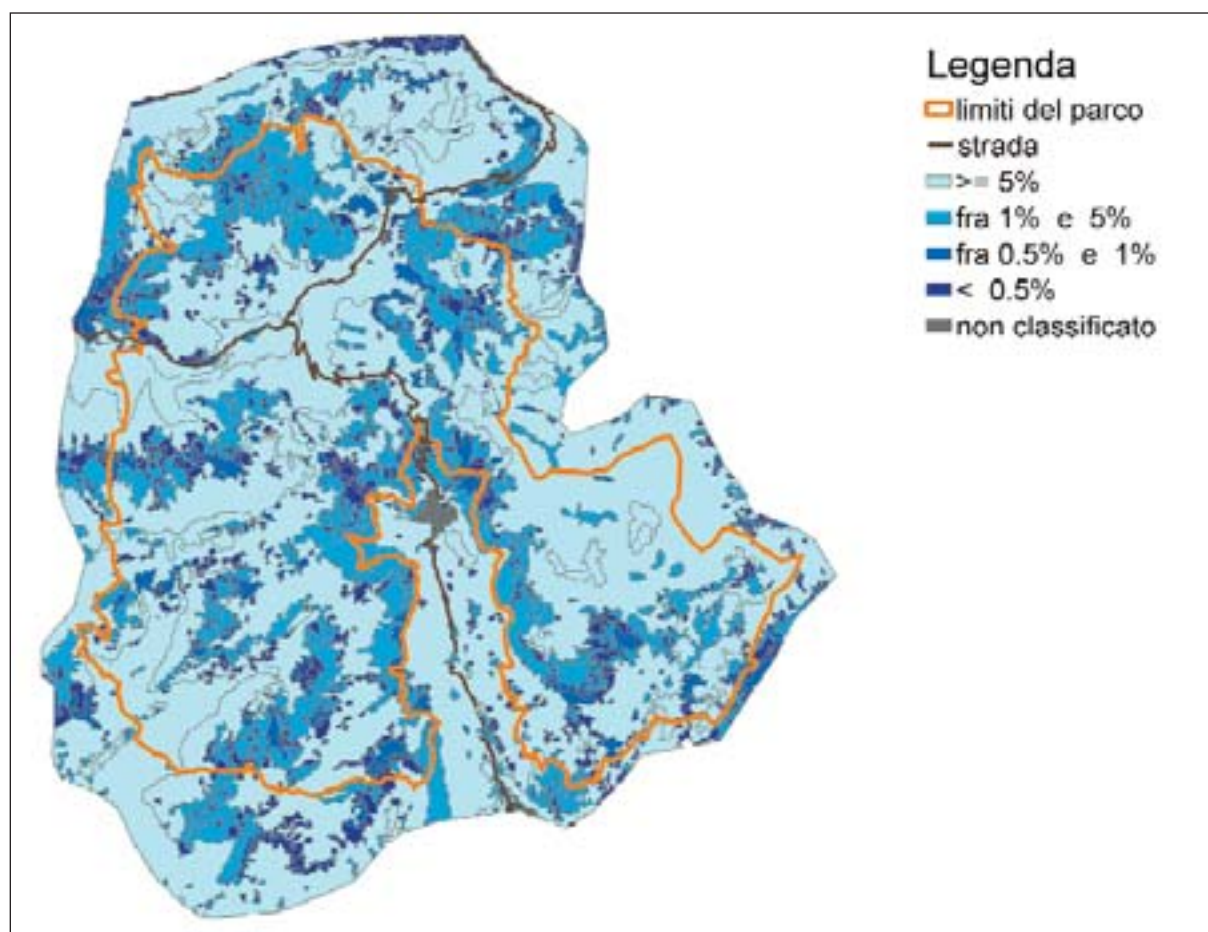 Legenda
limiti del parco
strada
>= 5%
fra 1% e 5%
fra 0.5% e 1%
< 0.5%
non classificato